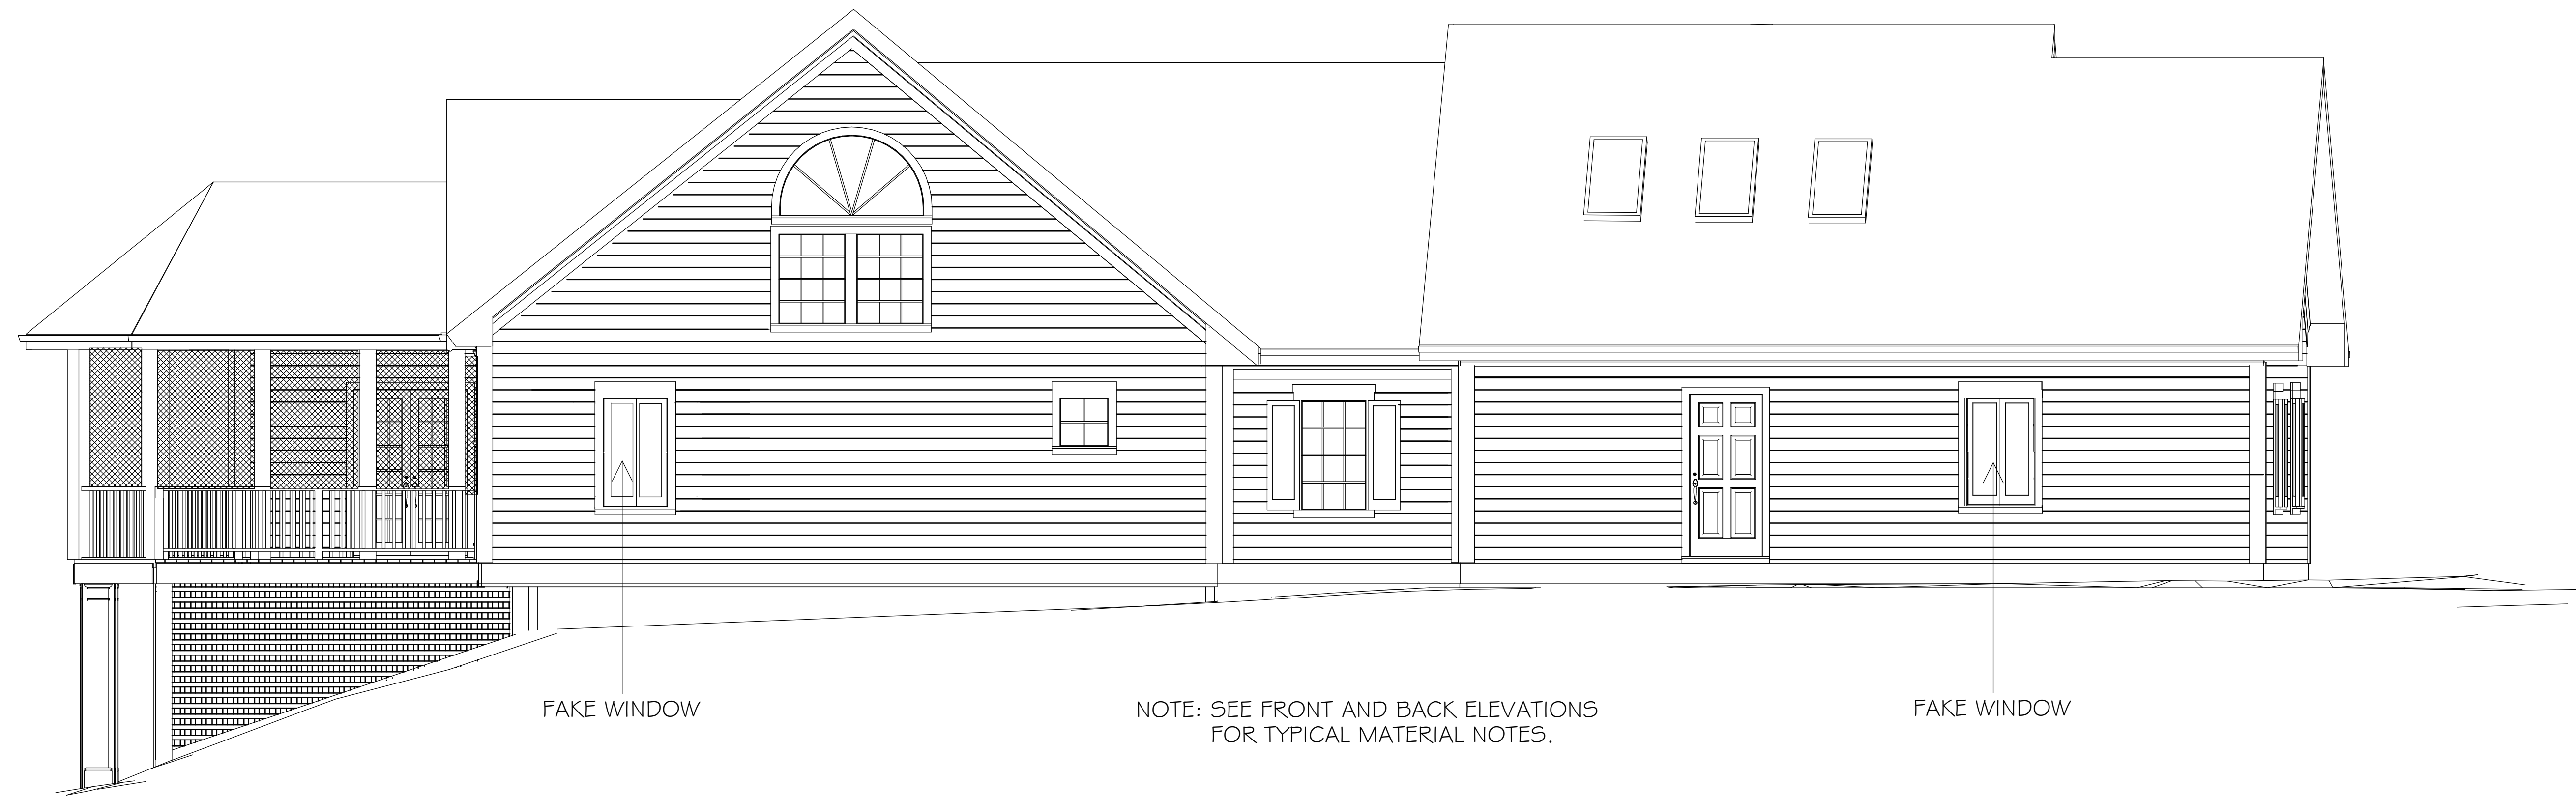 FAKE WINDOW
NOTE: SEE FRONT AND BACK ELEVATIONS
FOR TYPICAL MATERIAL NOTES.
FAKE WINDOW